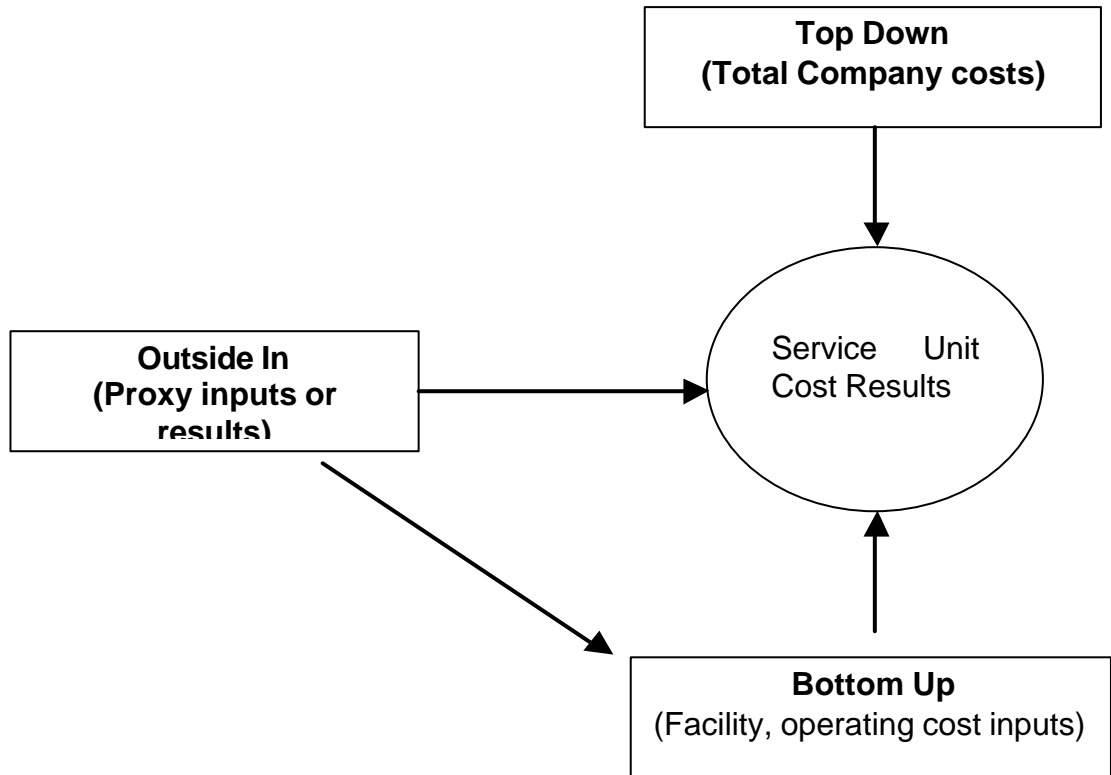 Top Down
(Total Company costs)
Service Unit
Cost Results
Outside In
(Proxy inputs or
results)
Bottom Up
(Facility, operating cost inputs)